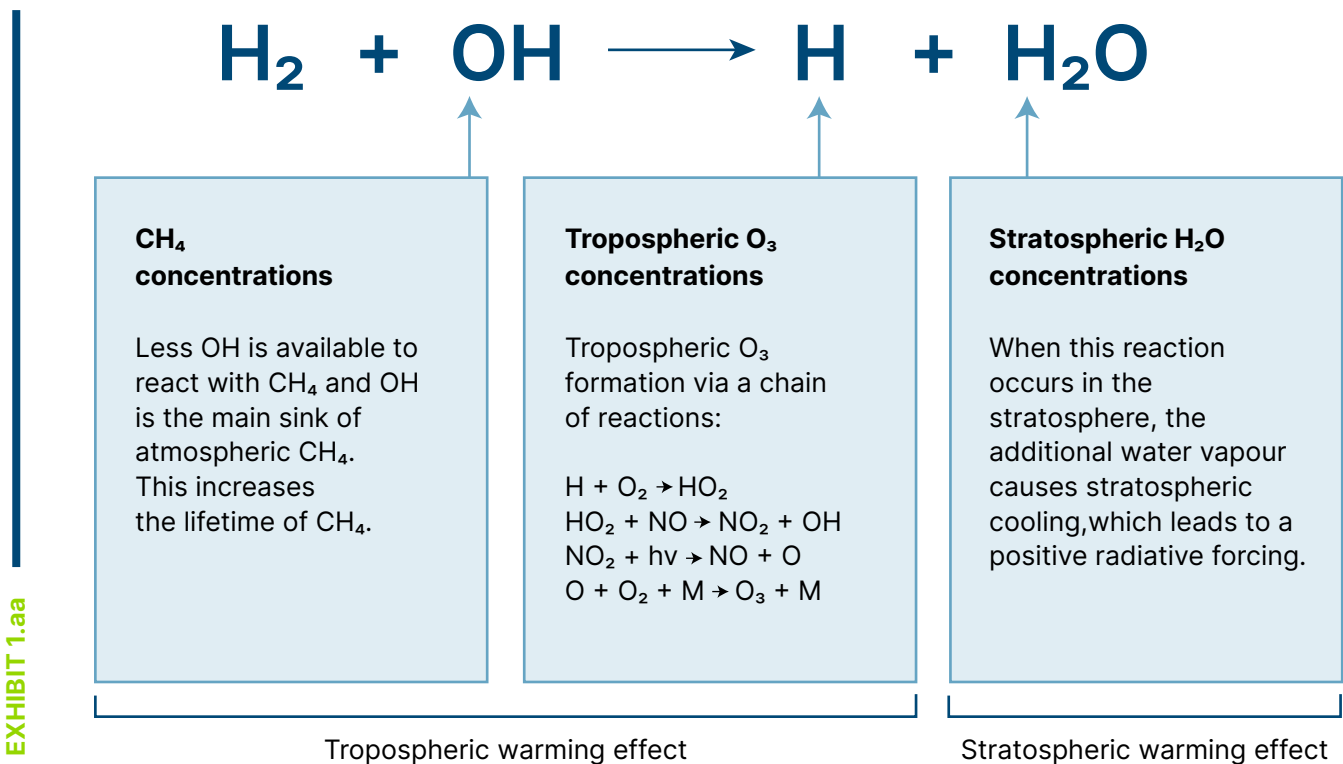 H₂ + OH → H + H₂O
CH₄
concentrations
Less OH is available to
react with CH₄ and OH
is the main sink of
atmospheric CH₄.
This increases
the lifetime of CH₄.
Tropospheric O₃
concentrations
Tropospheric O₃
formation via a chain
of reactions:
H + O₂ → HO₂
HO₂ + NO → NO₂ + OH
NO₂ + hv → NO + O
O + O₂ + M → O₃ + M
Stratospheric H₂O
concentrations
When this reaction
occurs in the
stratosphere, the
additional water vapour
causes stratospheric
cooling,which leads to a
positive radiative forcing.
Tropospheric warming effect
Stratospheric warming effect
EXHIBIT 1.aa